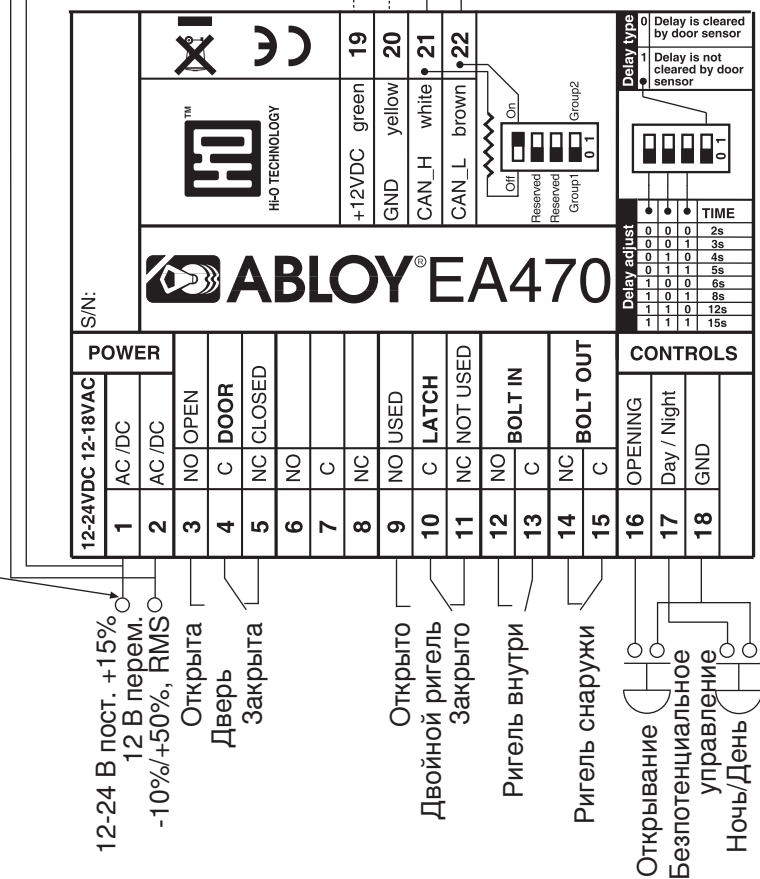 19
20
21
22
Delay type
0 Delay is cleared by door sensor
1 Delay is not cleared by door sensor
TM
Hi-O TECHNOLOGY
+12VDC green
GND yellow
CAN_H white
CAN_L brown
On
Off
Reserved
Reserved
Group1
Group2
0 1
0 1
S/N:
ABLOY® EA470
Delay adjust
TIME
0 0 0 2s
0 0 1 3s
0 1 0 4s
0 1 1 5s
1 0 0 6s
1 0 1 8s
1 1 0 12s
1 1 1 15s
POWER
CONTROLS
12-24VDC 12-18VAC
1 AC /DC
2 AC /DC
3 NO OPEN
4 C DOOR
5 NC CLOSED
6 NO
7 C
8 NC
9 NO USED
10 C LATCH
11 NC NOT USED
12 NO BOLT IN
13 C
14 NC BOLT OUT
15 C
16 OPENING
17 Day / Night
18 GND
12-24 В пост. +15%
12 В перем.
-10%/+50%, RMS
Открыта
Дверь
Закрыта
Открыто
Двойной ригель
Закрыто
Ригель внутри
Ригель снаружи
Открывание
Безпотенциальное
управление
Ночь/День